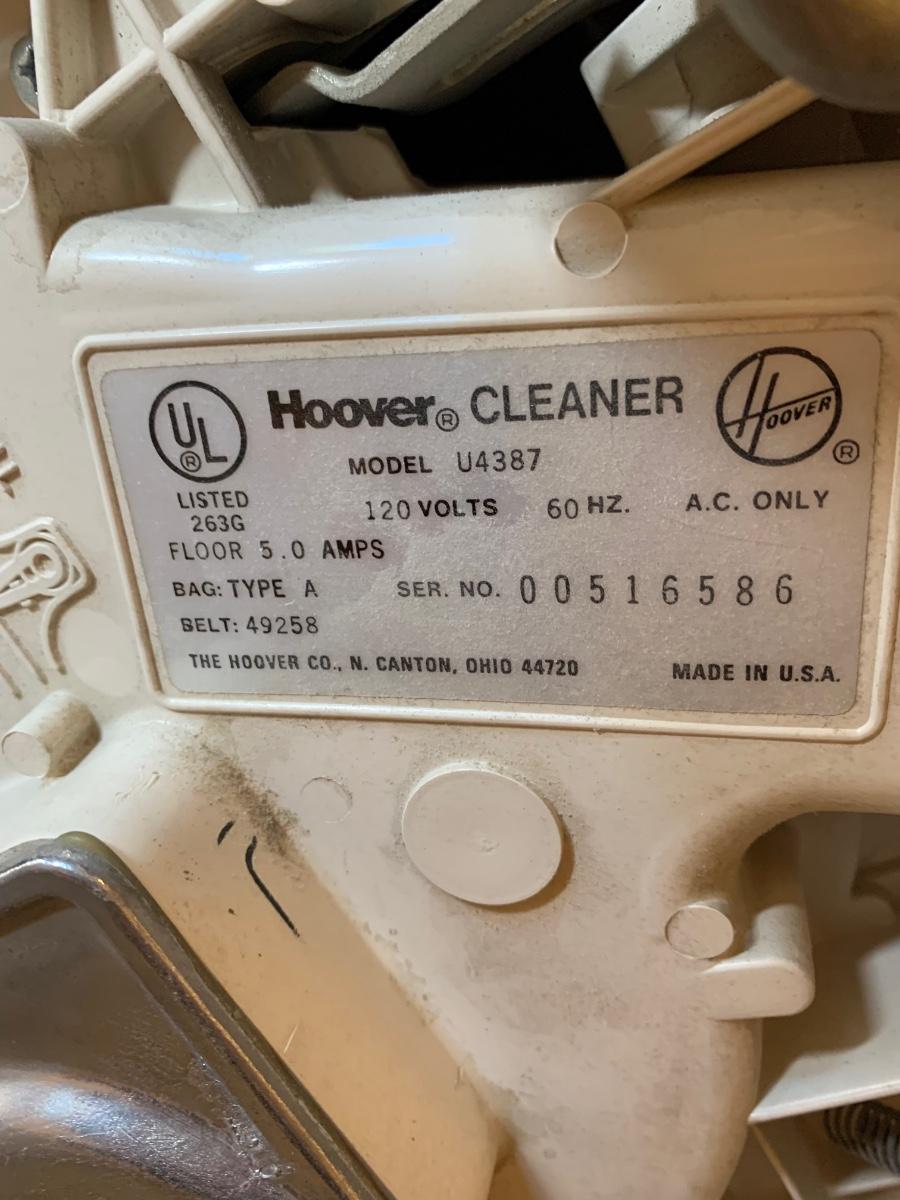 UL
®
LISTED
263G
Hoover® CLEANER
HOOVER
®
MODEL U4387
120 VOLTS 60 HZ. A.C. ONLY
FLOOR 5.0 AMPS
BAG: TYPE A SER. NO. 00516586
BELT: 49258
THE HOOVER CO., N. CANTON, OHIO 44720 MADE IN U.S.A.